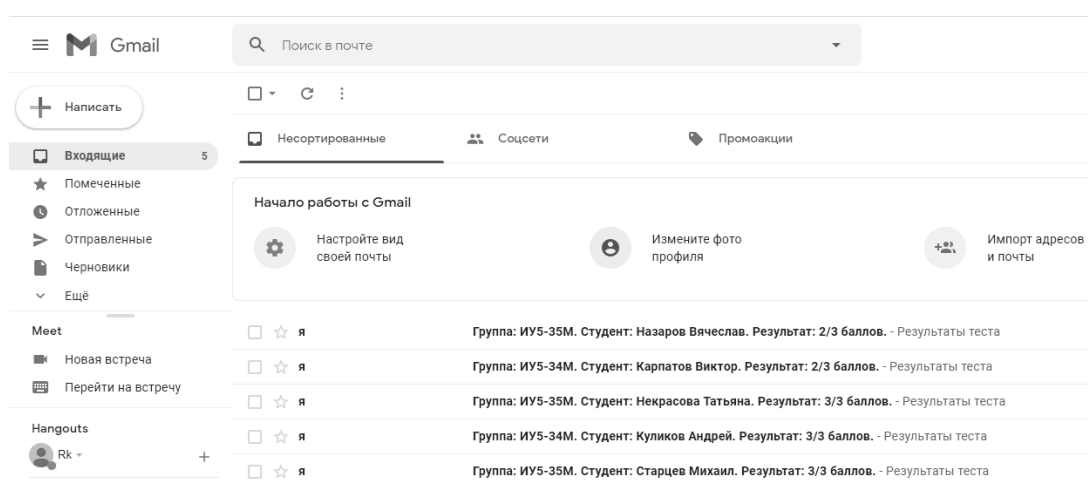 Gmail
Поиск в почте
Написать
Несортированные
Соцсети
Промоакции
Входящие 5
Помеченные
Отложенные
Отправленные
Черновики
Ещё
Начало работы с Gmail
Настройте вид
своей почты
Измените фото
профиля
Импорт адресов
и почты
Meet
Новая встреча
Перейти на встречу
Hangouts
Rk
я Группа: ИУ5-35М. Студент: Назаров Вячеслав. Результат: 2/3 баллов. - Результаты теста
я Группа: ИУ5-34М. Студент: Карпатов Виктор. Результат: 2/3 баллов. - Результаты теста
я Группа: ИУ5-35М. Студент: Некрасова Татьяна. Результат: 3/3 баллов. - Результаты теста
я Группа: ИУ5-34М. Студент: Куликов Андрей. Результат: 3/3 баллов. - Результаты теста
я Группа: ИУ5-35М. Студент: Старцев Михаил. Результат: 3/3 баллов. - Результаты теста